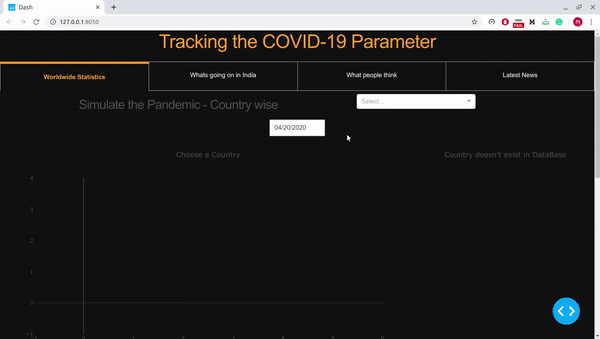 Dash
127.0.0.1:8050
Tracking the COVID-19 Parameter
Worldwide Statistics
Whats going on in India
What people think
Latest News
Simulate the Pandemic - Country wise
Select...
04/20/2020
Choose a Country
Country doesn't exist in DataBase
4
3
2
1
0
−1